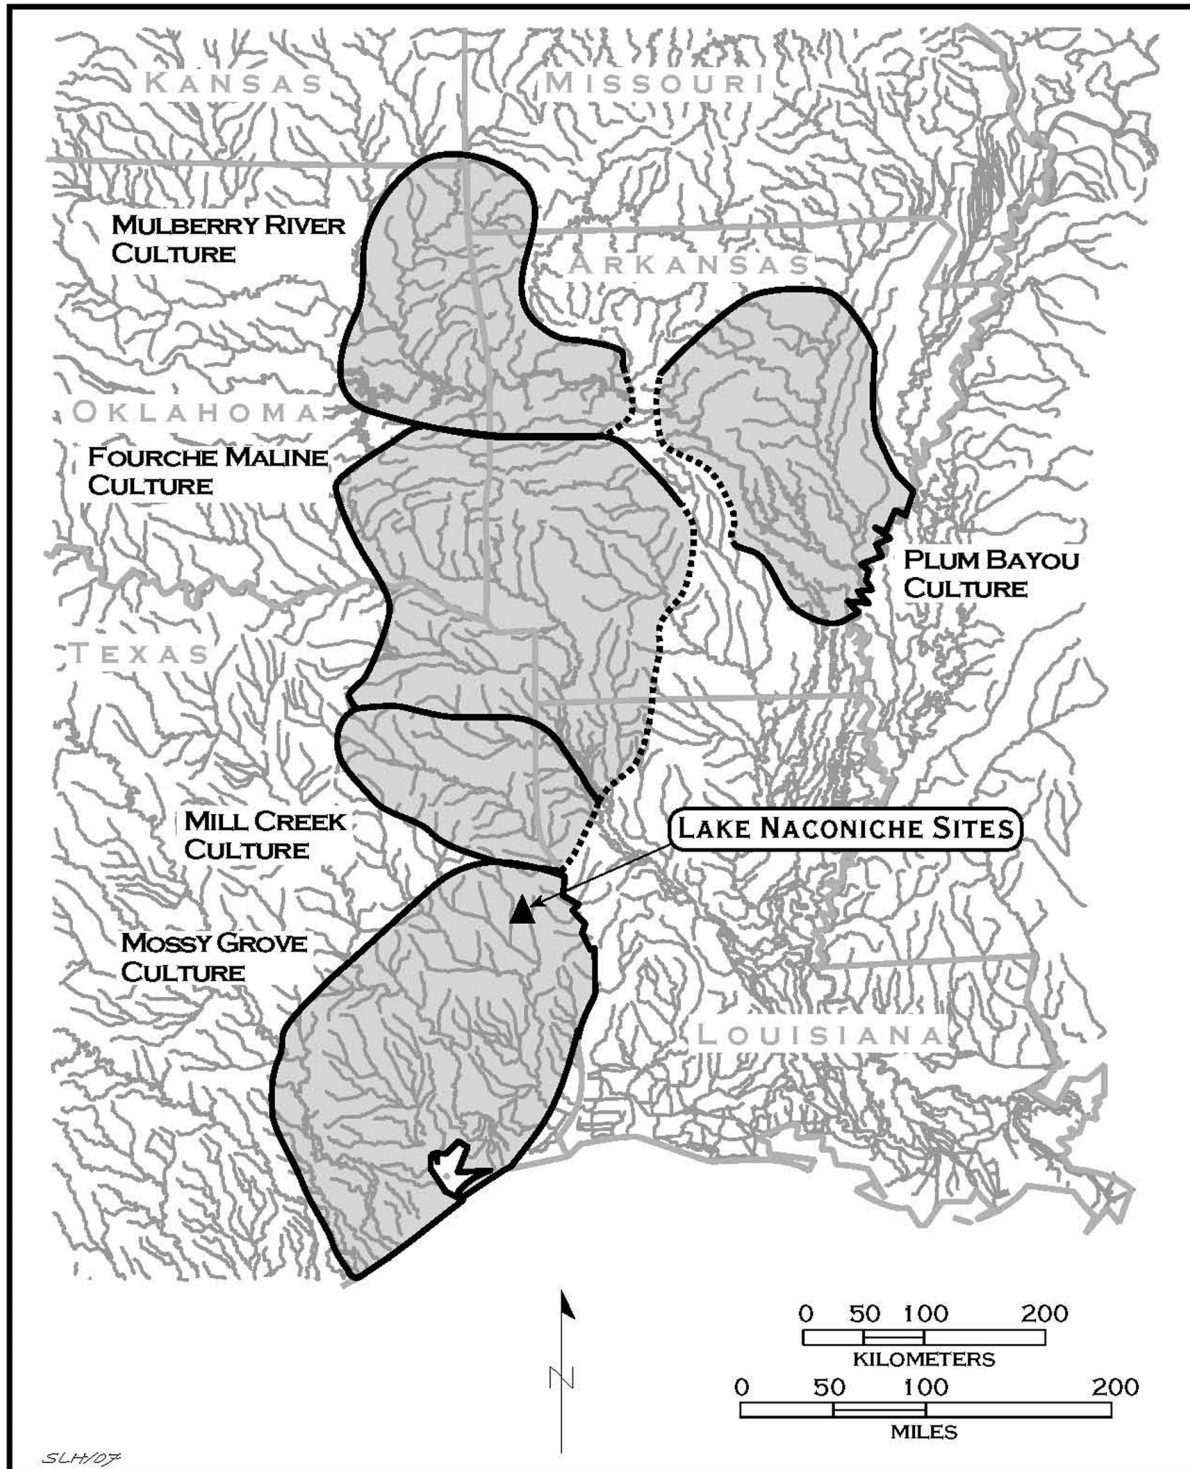 KANSAS
MISSOURI
MULBERRY RIVER
CULTURE
ARKANSAS
OKLAHOMA
FOURCHE MALINE
CULTURE
PLUM BAYOU
CULTURE
TEXAS
MILL CREEK
CULTURE
LAKE NACONICHE SITES
MOSSY GROVE
CULTURE
LOUISIANA
0 50 100 200
KILOMETERS
N
0 50 100 200
MILES
SLH/07